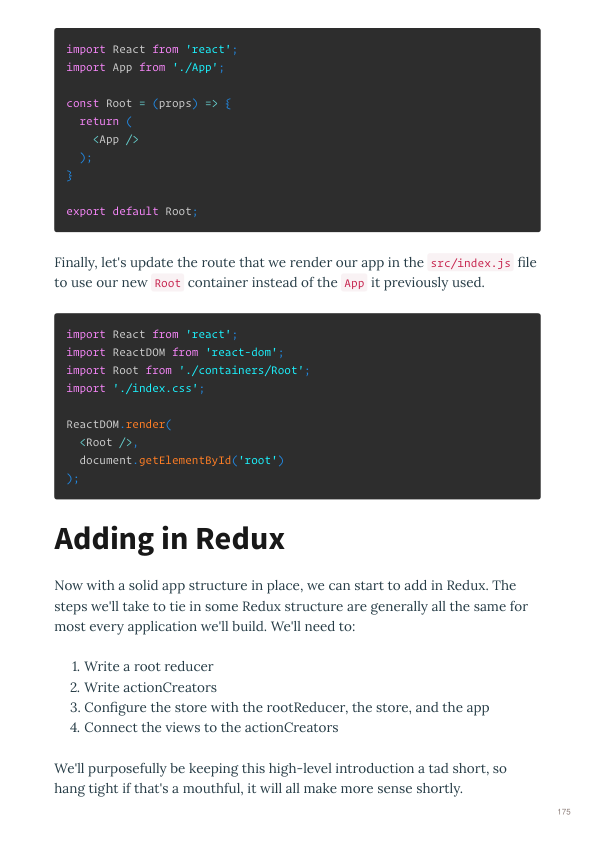 import React from 'react';
import App from './App';

const Root = (props) => {
  return (
    <App />
  );
}

export default Root;

Finally, let's update the route that we render our app in the src/index.js file
to use our new Root container instead of the App it previously used.

import React from 'react';
import ReactDOM from 'react-dom';
import Root from './containers/Root';
import './index.css';

ReactDOM.render(
  <Root />,
  document.getElementById('root')
);

Adding in Redux

Now with a solid app structure in place, we can start to add in Redux. The
steps we'll take to tie in some Redux structure are generally all the same for
most every application we'll build. We'll need to:

1. Write a root reducer
2. Write actionCreators
3. Configure the store with the rootReducer, the store, and the app
4. Connect the views to the actionCreators

We'll purposefully be keeping this high-level introduction a tad short, so
hang tight if that's a mouthful, it will all make more sense shortly.

175